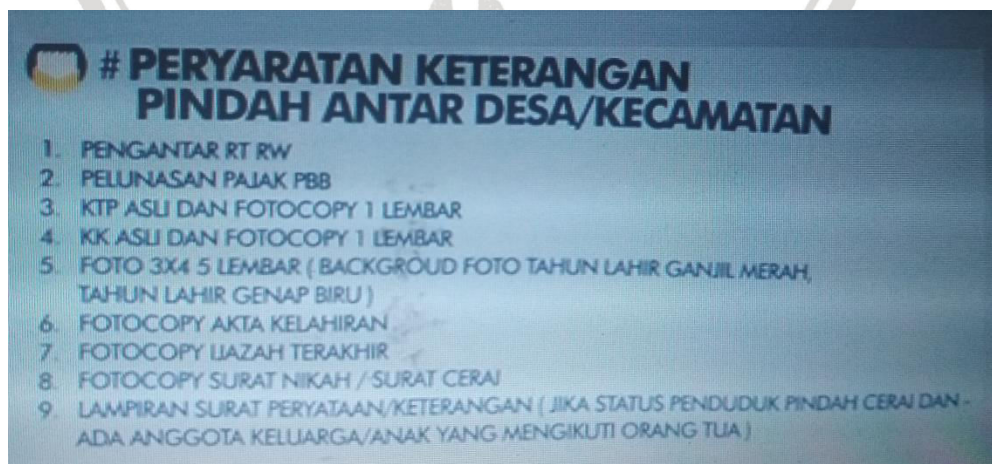 # PERYARATAN KETERANGAN
PINDAH ANTAR DESA/KECAMATAN
1. PENGANTAR RT RW
2. PELUNASAN PAJAK PBB
3. KTP ASLI DAN FOTOCOPY 1 LEMBAR
4. KK ASLI DAN FOTOCOPY 1 LEMBAR
5. FOTO 3X4 5 LEMBAR ( BACKGROUD FOTO TAHUN LAHIR GANJIL MERAH,
TAHUN LAHIR GENAP BIRU )
6. FOTOCOPY AKTA KELAHIRAN
7. FOTOCOPY IJAZAH TERAKHIR
8. FOTOCOPY SURAT NIKAH / SURAT CERAI
9. LAMPIRAN SURAT PERYATAAN/KETERANGAN ( JIKA STATUS PENDUDUK PINDAH CERAI DAN -
ADA ANGGOTA KELUARGA/ANAK YANG MENGIKUTI ORANG TUA )